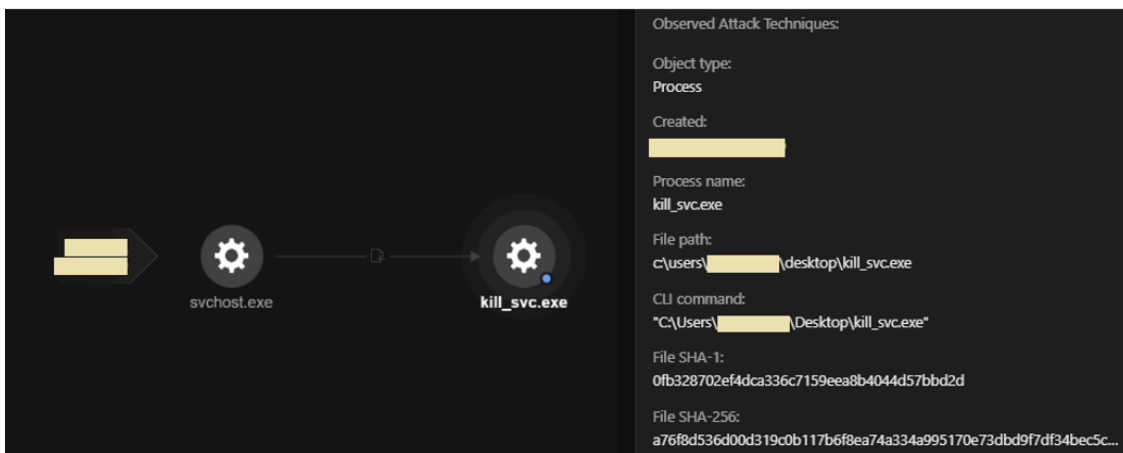 svchost.exe
kill_svc.exe
Observed Attack Techniques:
Object type:
Process
Created:
Process name:
kill_svc.exe
File path:
c:\users\ \desktop\kill_svc.exe
CLI command:
"C:\Users\ \Desktop\kill_svc.exe"
File SHA-1:
0fb328702ef4dca336c7159eea8b4044d57bbd2d
File SHA-256:
a76f8d536d00d319c0b117b6f8ea74a334a995170e73dbd9f7df34bec5c...